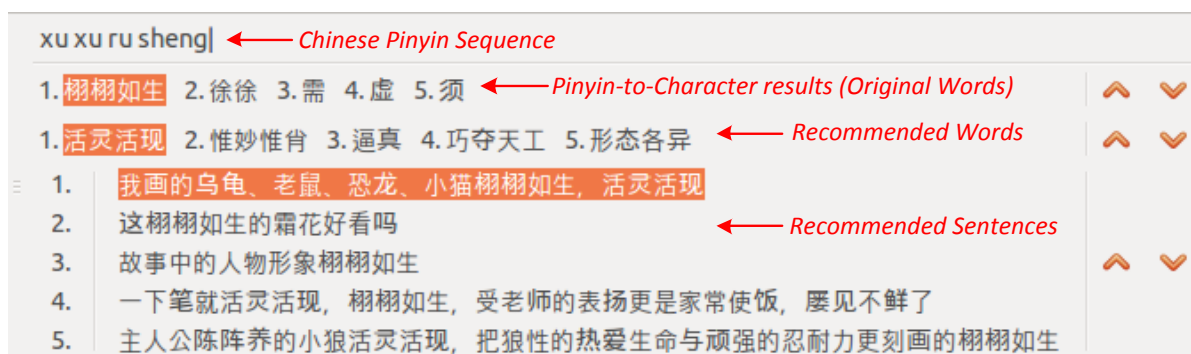 xu xu ru sheng ← Chinese Pinyin Sequence
1. 栩栩如生 2. 徐徐 3. 需 4. 虚 5. 须 ← Pinyin-to-Character results (Original Words)
1. 活灵活现 2. 惟妙惟肖 3. 逼真 4. 巧夺天工 5. 形态各异 ← Recommended Words
1. 我画的乌龟、老鼠、恐龙、小猫栩栩如生，活灵活现
2. 这栩栩如生的霜花好看吗 ← Recommended Sentences
3. 故事中的人物形象栩栩如生
4. 一下笔就活灵活现，栩栩如生，受老师的表扬更是家常使饭，屡见不鲜了
5. 主人公陈阵养的小狼活灵活现，把狼性的热爱生命与顽强的忍耐力更刻画的栩栩如生